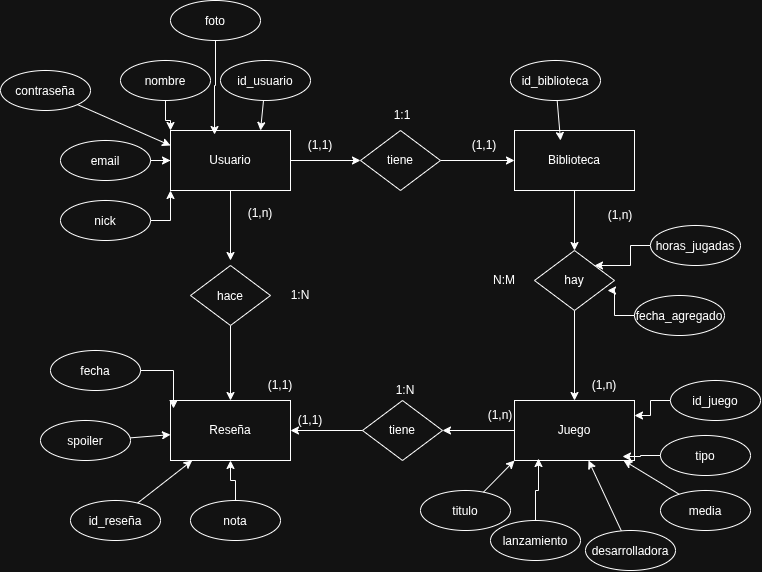 foto
nombre
id_usuario
id_biblioteca
contraseña
1:1
(1,1)
(1,1)
email
Usuario
tiene
Biblioteca
nick
(1,n)
(1,n)
horas_jugadas
N:M
hay
hace
1:N
fecha_agregado
fecha
(1,1)
1:N
(1,n)
id_juego
(1,1)
(1,n)
spoiler
Reseña
tiene
Juego
tipo
titulo
media
id_reseña
nota
lanzamiento
desarrolladora